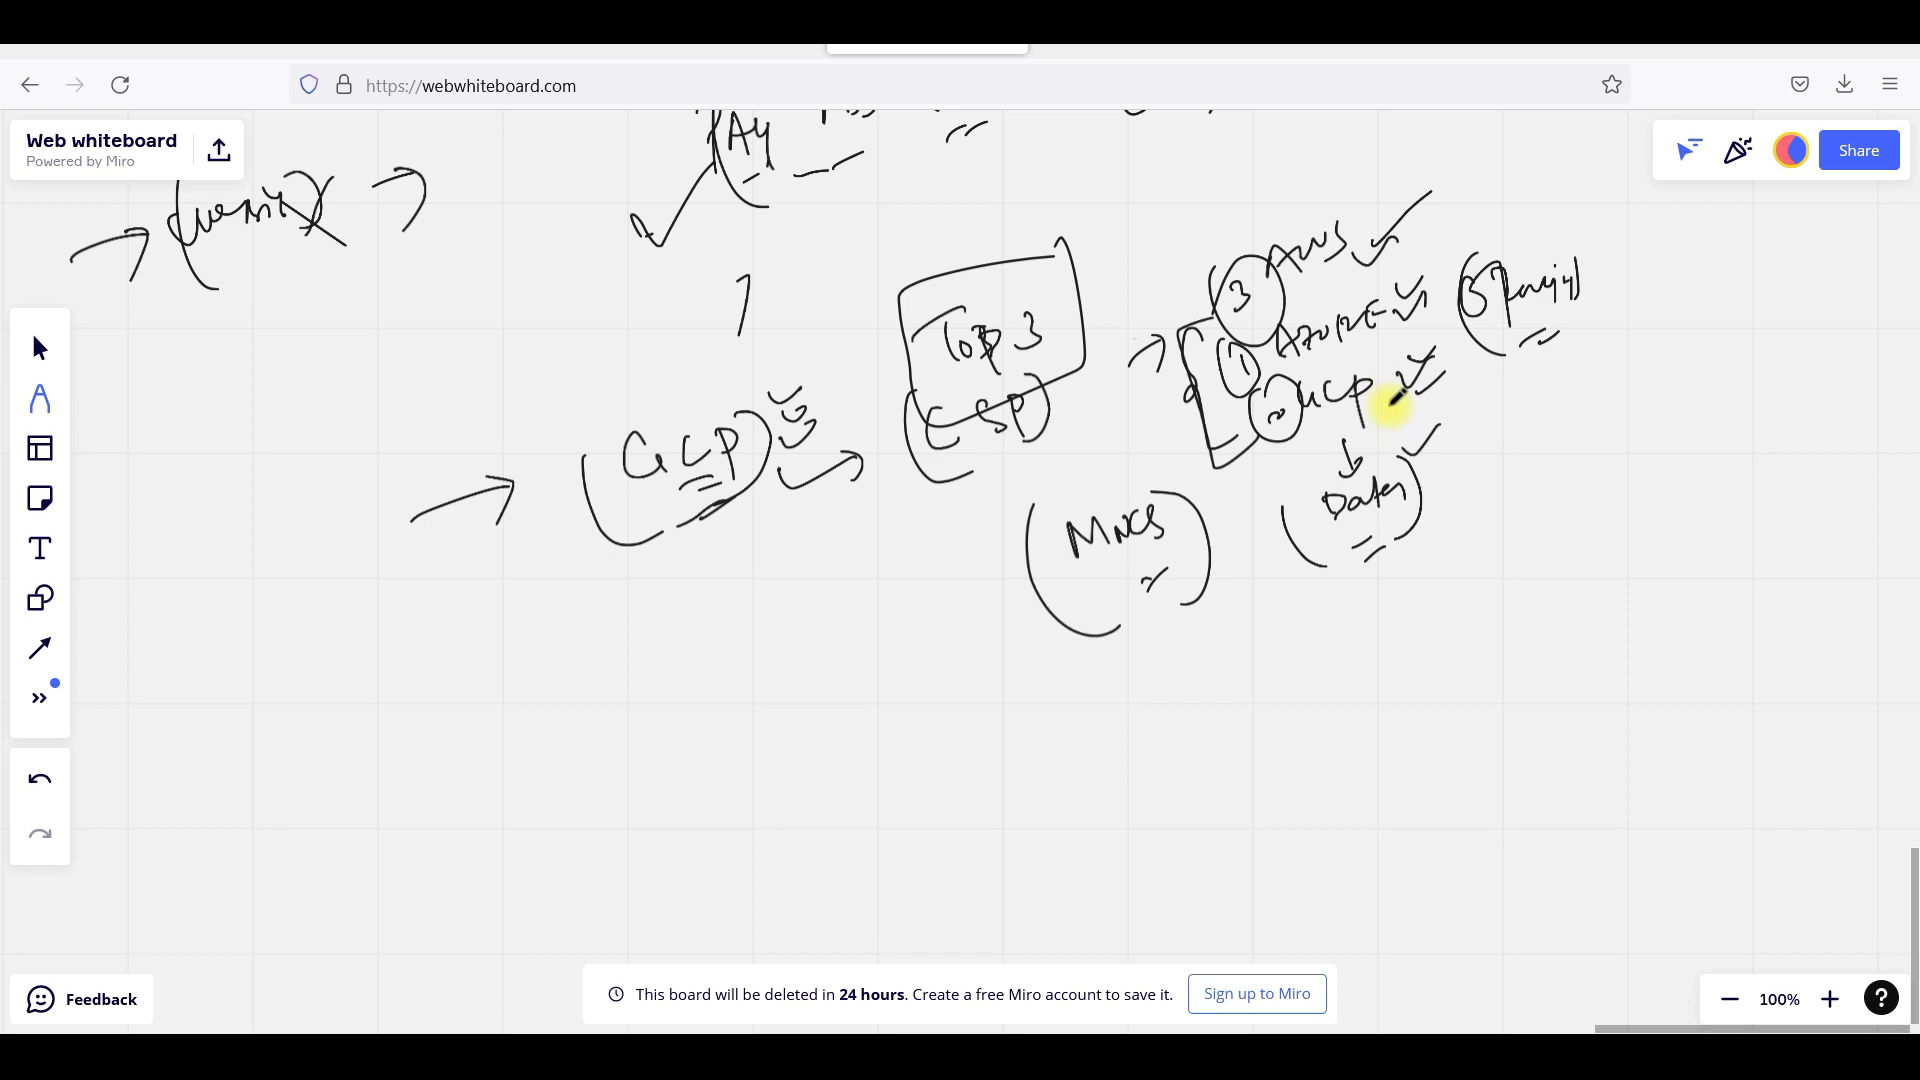 https://webwhiteboard.com
Web whiteboard
Powered by Miro
Share
AWS
3
Top 3
Azure
1
CSP
2 GCP
GCP
Data
MNCS
Feedback
This board will be deleted in 24 hours. Create a free Miro account to save it.
Sign up to Miro
100%
?